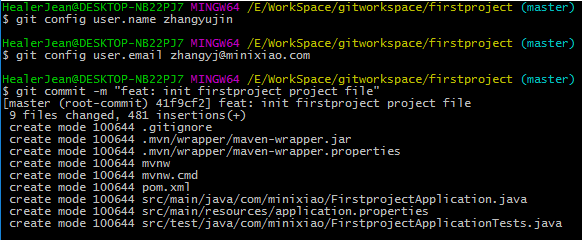 HealerJean@DESKTOP-NB22PJ7 MINGW64 /E/WorkSpace/gitworkspace/firstproject (master)
$ git config user.name zhangyujin
HealerJean@DESKTOP-NB22PJ7 MINGW64 /E/WorkSpace/gitworkspace/firstproject (master)
$ git config user.email zhangyj@minixiao.com
HealerJean@DESKTOP-NB22PJ7 MINGW64 /E/WorkSpace/gitworkspace/firstproject (master)
$ git commit -m "feat: init firstproject project file"
[master (root-commit) 41f9cf2] feat: init firstproject project file
 9 files changed, 481 insertions(+)
 create mode 100644 .gitignore
 create mode 100644 .mvn/wrapper/maven-wrapper.jar
 create mode 100644 .mvn/wrapper/maven-wrapper.properties
 create mode 100644 mvnw
 create mode 100644 mvnw.cmd
 create mode 100644 pom.xml
 create mode 100644 src/main/java/com/minixiao/FirstprojectApplication.java
 create mode 100644 src/main/resources/application.properties
 create mode 100644 src/test/java/com/minixiao/FirstprojectApplicationTests.java